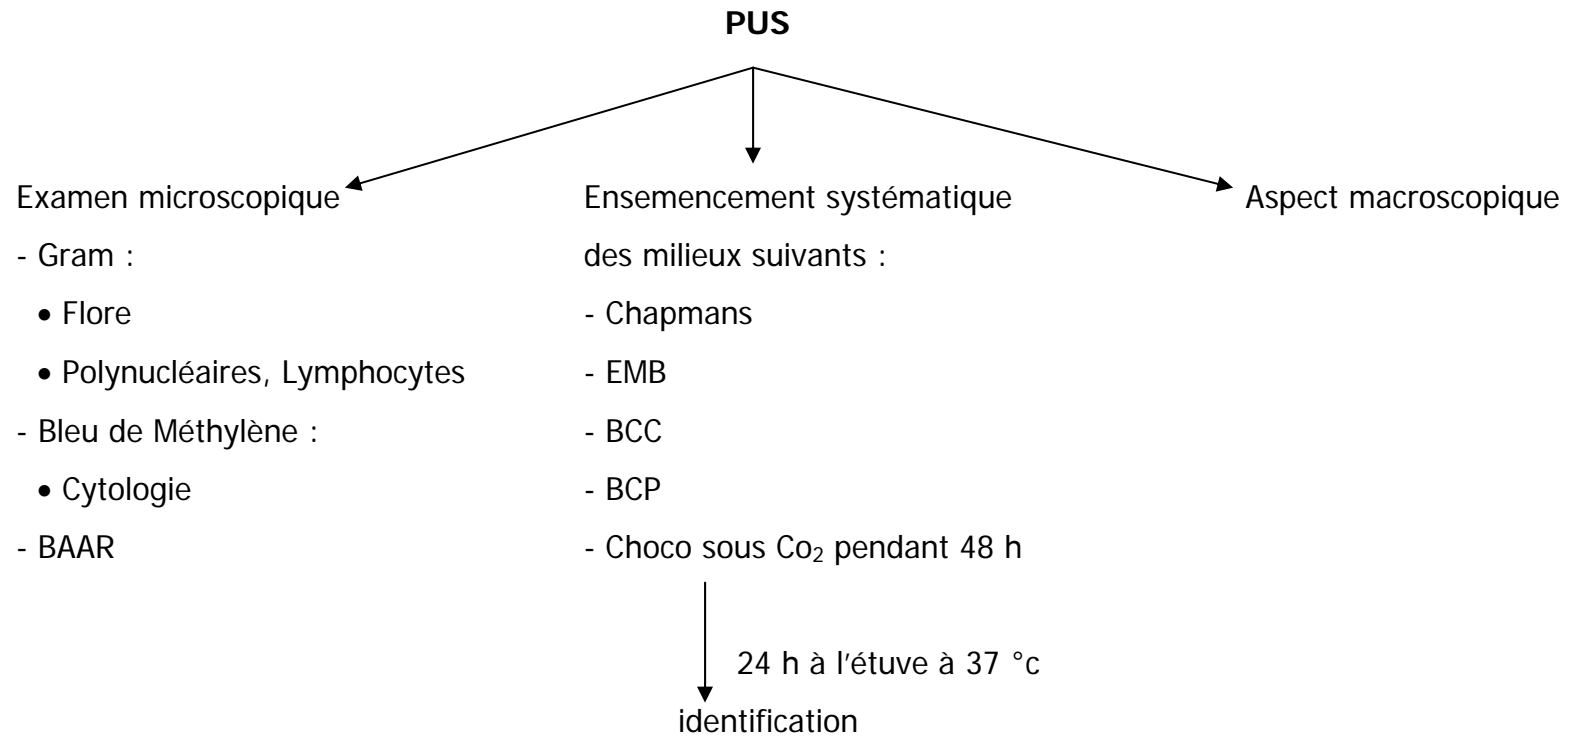 PUS
Examen microscopique
- Gram :
• Flore
• Polynucléaires, Lymphocytes
- Bleu de Méthylène :
• Cytologie
- BAAR
Ensemencement systématique
des milieux suivants :
- Chapmans
- EMB
- BCC
- BCP
- Choco sous Co₂ pendant 48 h
24 h à l'étuve à 37 °c
identification
Aspect macroscopique